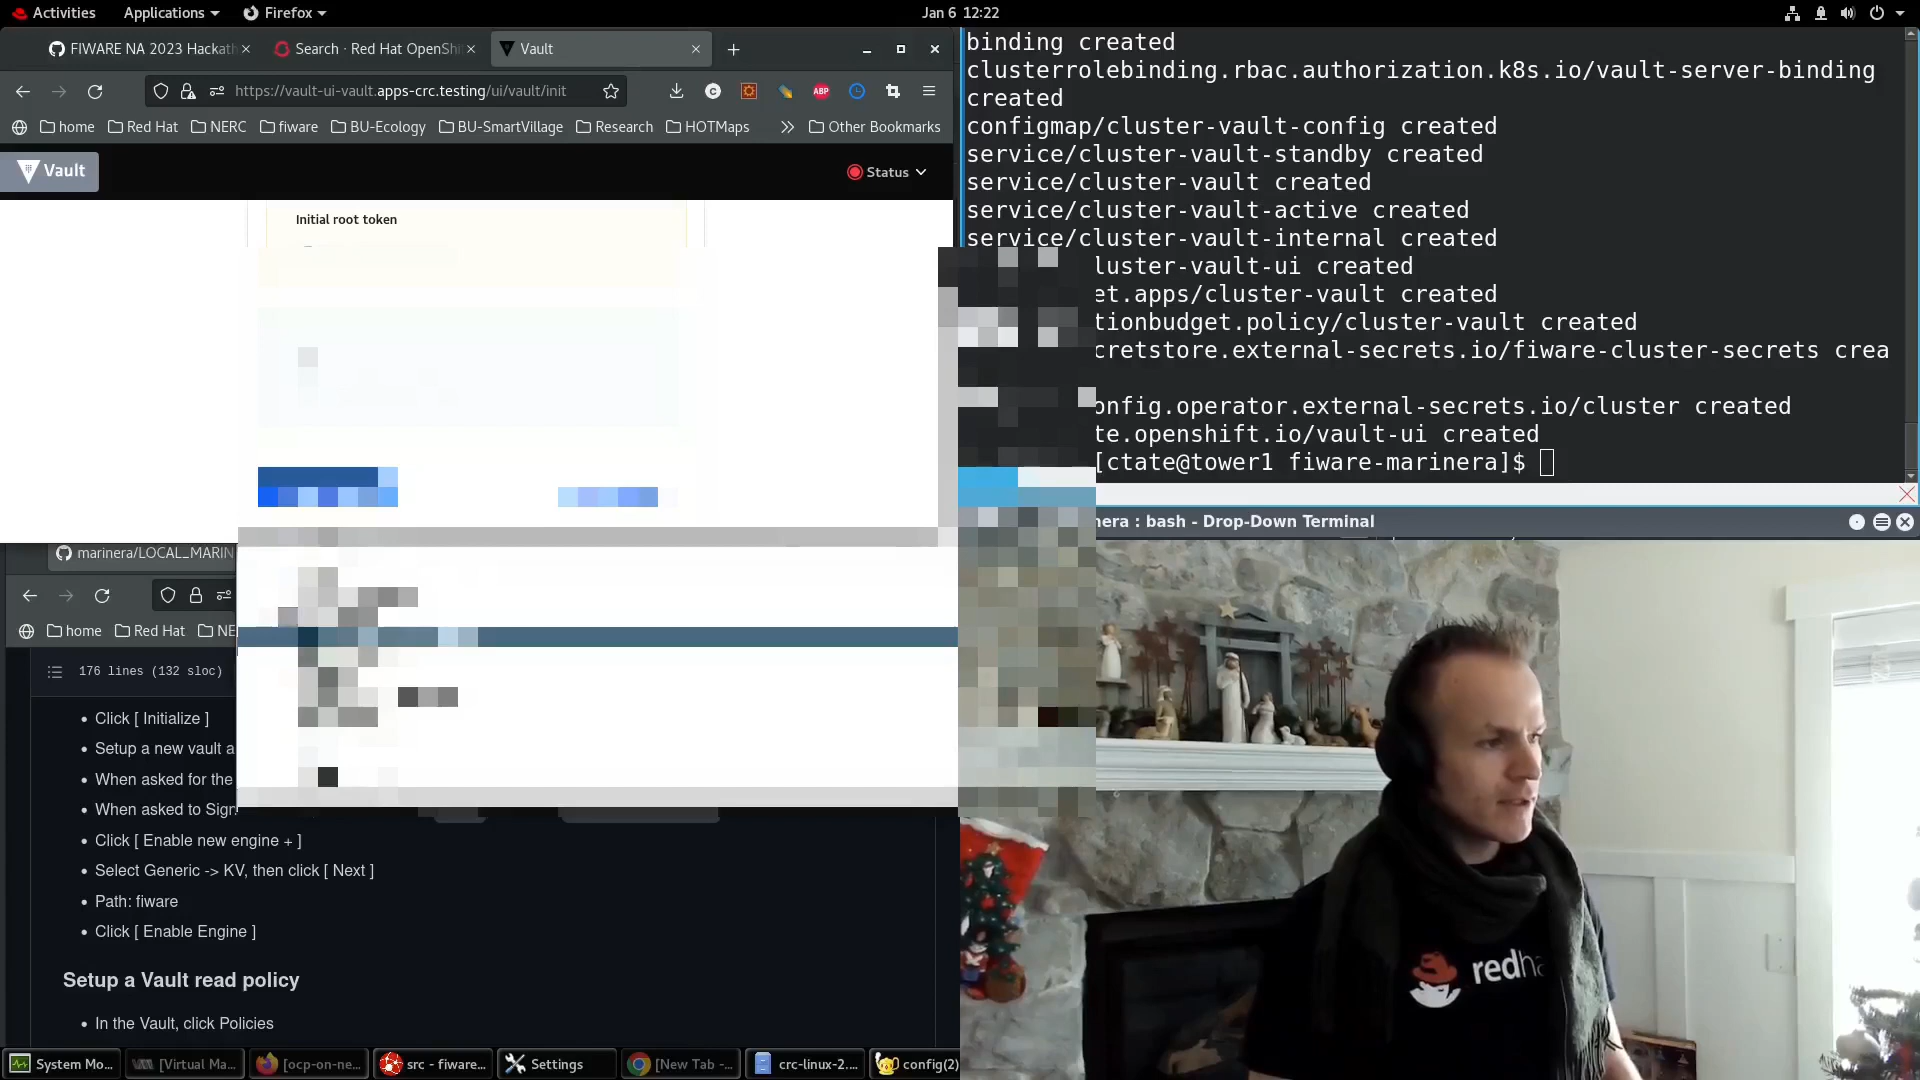 Activities
Applications
Firefox
Jan 6 12:22
FIWARE NA 2023 Hackath
Search · Red Hat OpenShi
Vault
https://vault-ui-vault.apps-crc.testing/ui/vault/init
ABP
home
Red Hat
NERC
fiware
BU-Ecology
BU-SmartVillage
Research
HOTMaps
Other Bookmarks
Vault
Status
Initial root token
marinera/LOCAL_MARIN
home
Red Hat
NE
176 lines (132 sloc)
Click [ Initialize ]
Setup a new vault a
When asked for the
When asked to Sign
Click [ Enable new engine + ]
Select Generic -> KV, then click [ Next ]
Path: fiware
Click [ Enable Engine ]
Setup a Vault read policy
In the Vault, click Policies
binding created
clusterrolebinding.rbac.authorization.k8s.io/vault-server-binding
created
configmap/cluster-vault-config created
service/cluster-vault-standby created
service/cluster-vault created
service/cluster-vault-active created
service/cluster-vault-internal created
luster-vault-ui created
et.apps/cluster-vault created
tionbudget.policy/cluster-vault created
cretstore.external-secrets.io/fiware-cluster-secrets crea
onfig.operator.external-secrets.io/cluster created
te.openshift.io/vault-ui created
[ctate@tower1 fiware-marinera]$
nera : bash - Drop-Down Terminal
redha
System Mo...
[Virtual Ma...
[ocp-on-ne...
src - fiware...
Settings
[New Tab -...
crc-linux-2....
config(2)